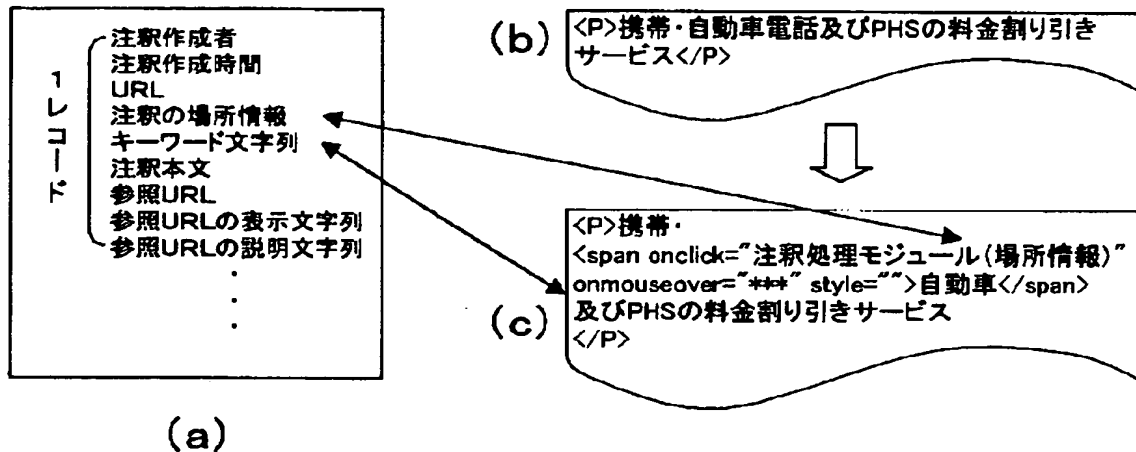 1レコード
注釈作成者
注釈作成時間
URL
注釈の場所情報
キーワード文字列
注釈本文
参照URL
参照URLの表示文字列
参照URLの説明文字列
(a)
(b)
<P>携帯・自動車電話及びPHSの料金割り引き
サービス</P>
(c)
<P>携帯・
<span onclick="注釈処理モジュール(場所情報)"
onmouseover="***" style="">自動車</span>
及びPHSの料金割り引きサービス
</P>